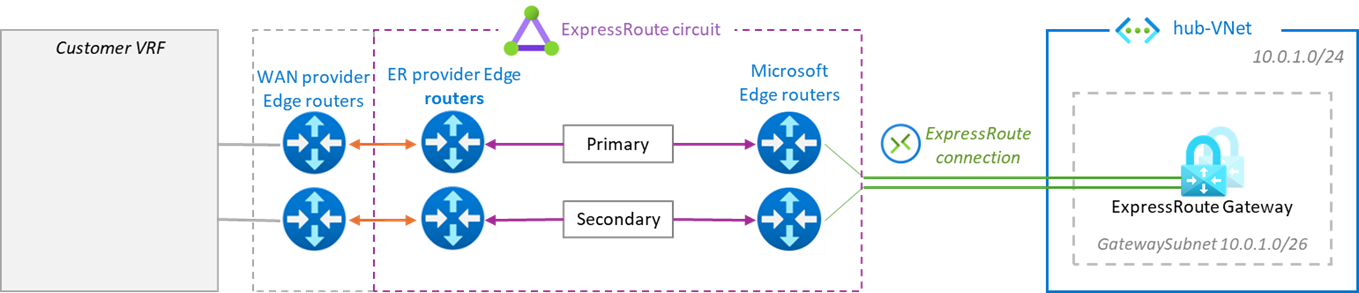 Customer VRF
WAN provider
Edge routers
ER provider Edge
routers
ExpressRoute circuit
Primary
Secondary
Microsoft
Edge routers
ExpressRoute
connection
hub-VNet
10.0.1.0/24
ExpressRoute Gateway
GatewaySubnet 10.0.1.0/26